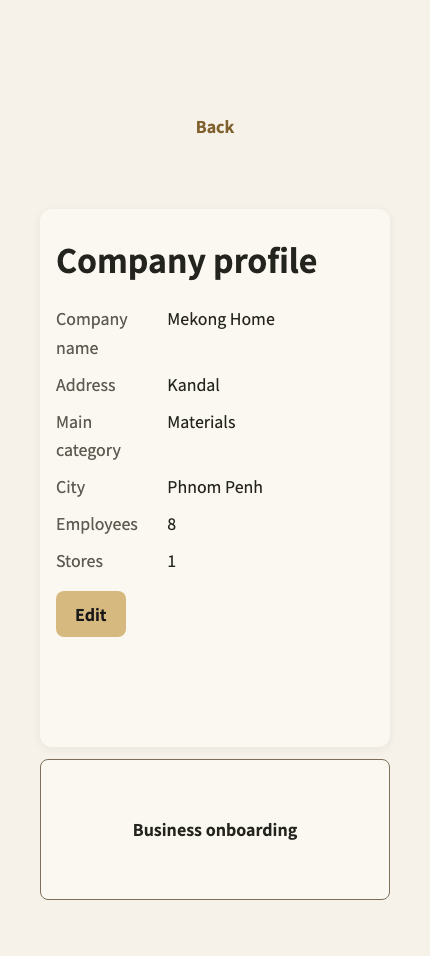 Back
Company profile
Company name Mekong Home
Address Kandal
Main category Materials
City Phnom Penh
Employees 8
Stores 1
Edit
Business onboarding